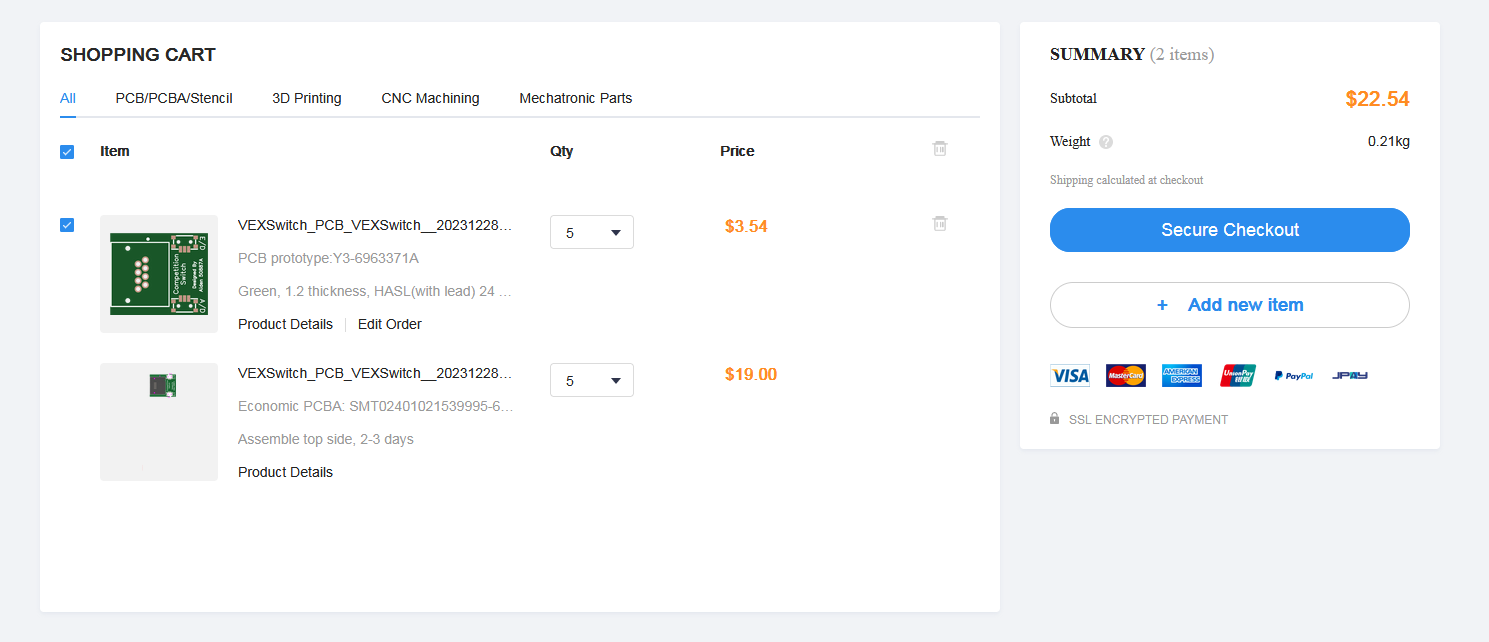 SHOPPING CART
All PCB/PCBA/Stencil 3D Printing CNC Machining Mechatronic Parts
Item Qty Price
VEXSwitch_PCB_VEXSwitch__20231228... 5 $3.54
PCB prototype:Y3-6963371A
Green, 1.2 thickness, HASL(with lead) 24 ...
Product Details Edit Order
E/D
Competition
Switch
Designed By
A/D
VEXSwitch_PCB_VEXSwitch__20231228... 5 $19.00
Economic PCBA: SMT02401021539995-6...
Assemble top side, 2-3 days
Product Details
SUMMARY (2 items)
Subtotal $22.54
Weight ? 0.21kg
Shipping calculated at checkout
Secure Checkout
+ Add new item
VISA MasterCard AMERICAN EXPRESS UnionPay PayPal JPAY
SSL ENCRYPTED PAYMENT